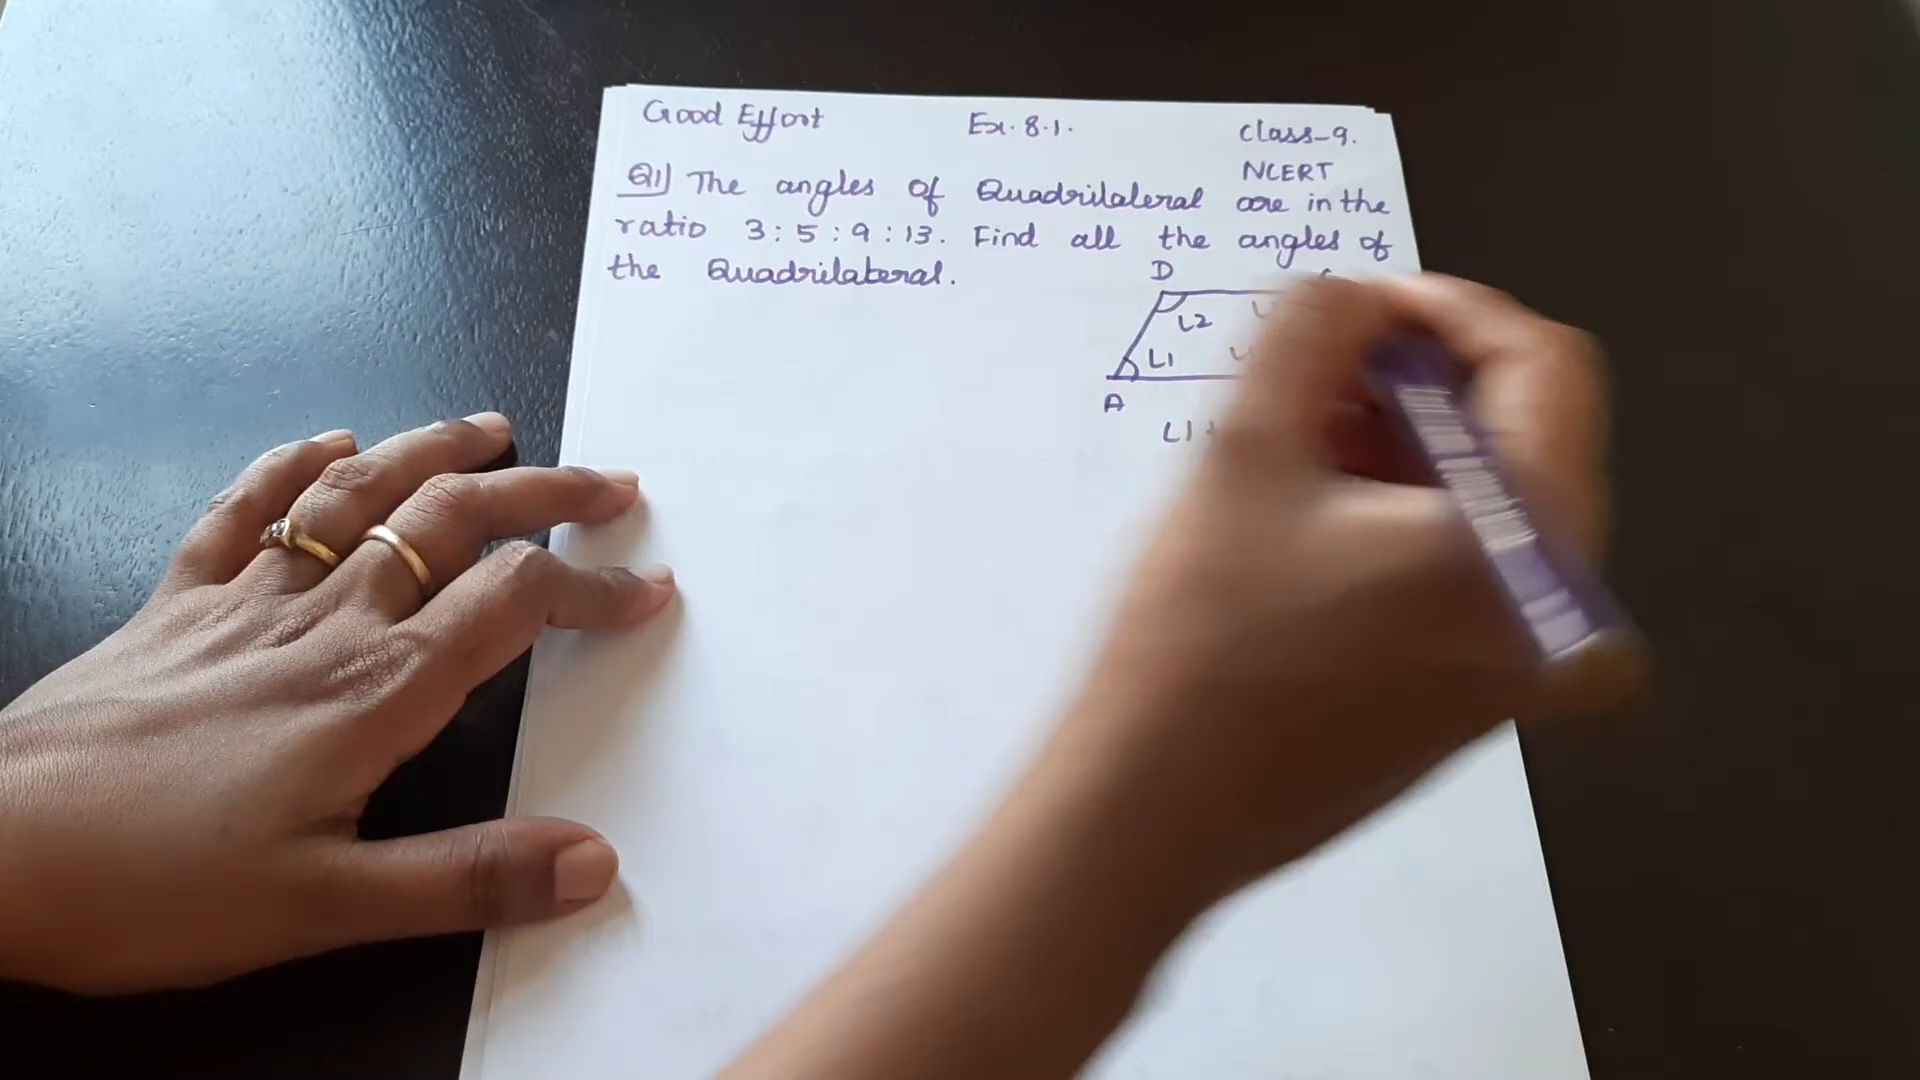 Good Effort Ex. 8.1. Class-9.
NCERT
Q1) The angles of Quadrilateral are in the
ratio 3 : 5 : 9 : 13. Find all the angles of
the Quadrilateral.
D
∠2
∠1
A
∠1 +